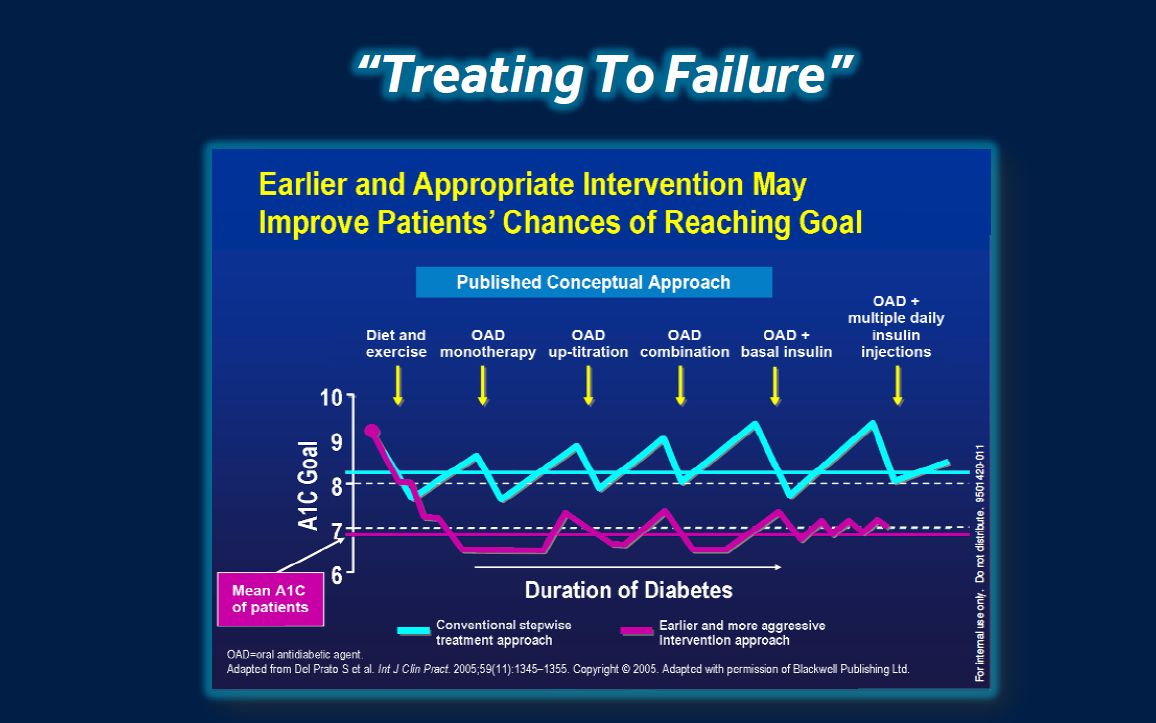 “Treating To Failure”
Earlier and Appropriate Intervention May
Improve Patients’ Chances of Reaching Goal
Published Conceptual Approach
Diet and
exercise
OAD
monotherapy
OAD
up-titration
OAD
combination
OAD +
basal insulin
OAD +
multiple daily
insulin
injections
A1C Goal
10
9
8
7
6
Mean A1C
of patients
Duration of Diabetes
Conventional stepwise
treatment approach
Earlier and more aggressive
intervention approach
OAD=oral antidiabetic agent.
Adapted from Del Prato S et al. Int J Clin Pract. 2005;59(11):1345–1355. Copyright © 2005. Adapted with permission of Blackwell Publishing Ltd.
For internal use only. Do not distribute. 9501420-011